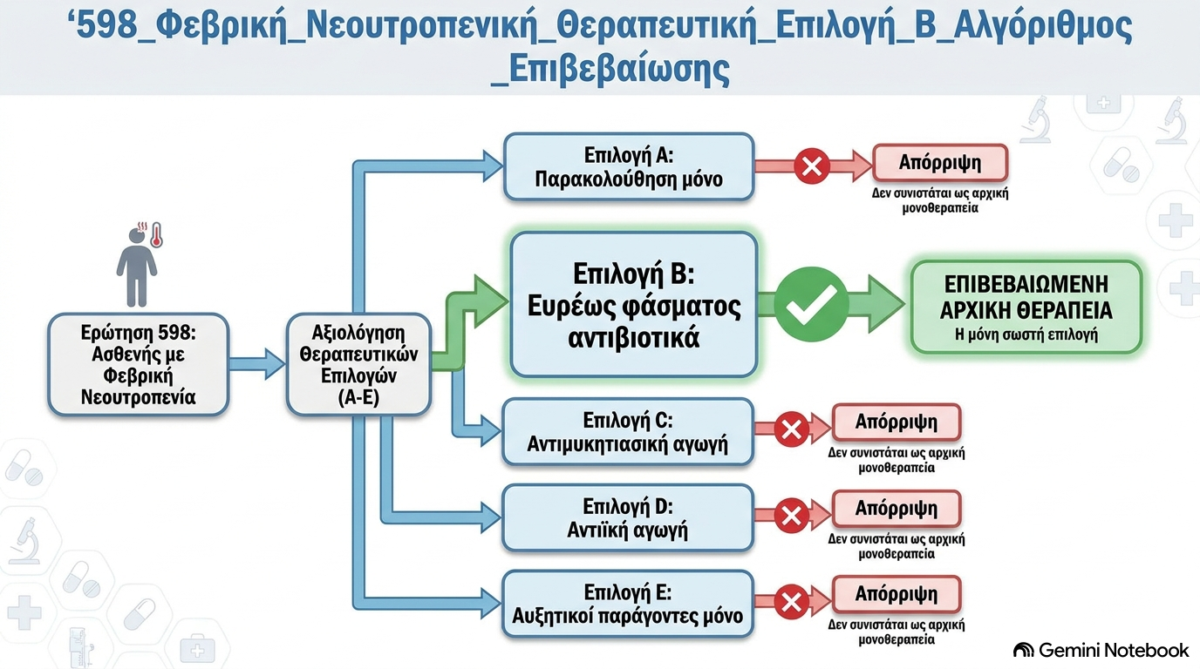 ‘598_Φεβρική_Νεουτροπενική_Θεραπευτική_Επιλογή_Β_Αλγόριθμος
_Επιβεβαίωσης
Ερώτηση 598:
Ασθενής με
Φεβρική
Νεουτροπενία
Αξιολόγηση
Θεραπευτικών
Επιλογών
(Α-Ε)
Επιλογή Α:
Παρακολούθηση μόνο
Απόρριψη
Δεν συνιστάται ως αρχική
μονοθεραπεία
Επιλογή Β:
Ευρέως φάσματος
αντιβιοτικά
ΕΠΙΒΕΒΑΙΩΜΕΝΗ
ΑΡΧΙΚΗ ΘΕΡΑΠΕΙΑ
Η μόνη σωστή επιλογή
Επιλογή C:
Αντιμυκητιασική αγωγή
Απόρριψη
Δεν συνιστάται ως αρχική
μονοθεραπεία
Επιλογή D:
Αντιϊκή αγωγή
Απόρριψη
Δεν συνιστάται ως αρχική
μονοθεραπεία
Επιλογή Ε:
Αυξητικοί παράγοντες μόνο
Απόρριψη
Δεν συνιστάται ως αρχική
μονοθεραπεία
Gemini Notebook